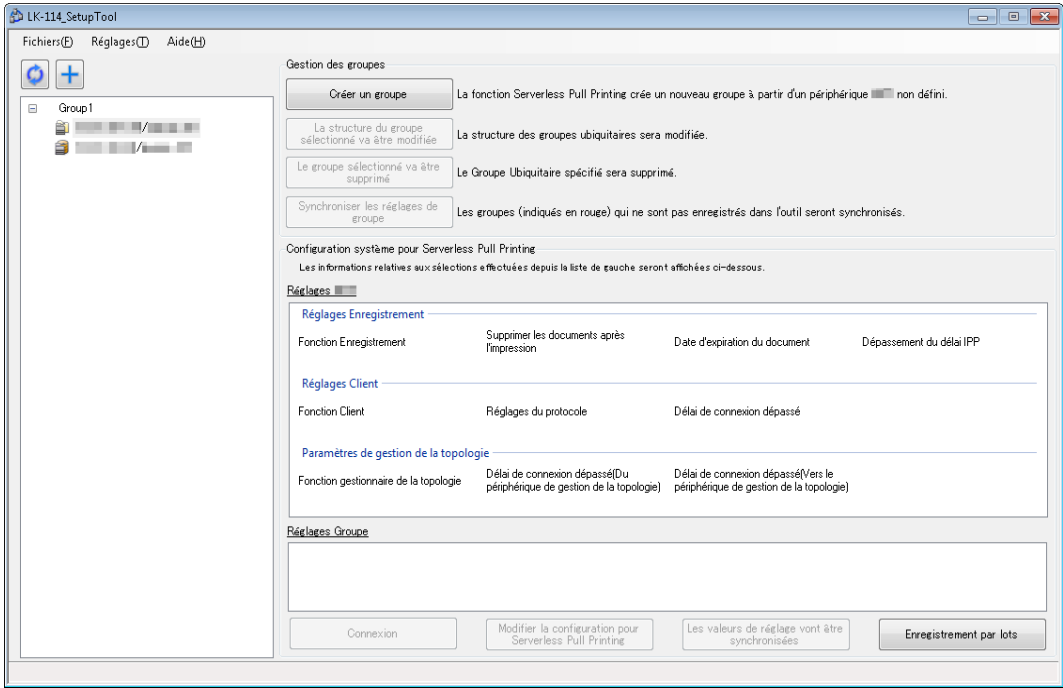 LK-114_SetupTool
Fichiers(F) Réglages(T) Aide(H)
Group1
/
/
Gestion des groupes
Créer un groupe
La fonction Serverless Pull Printing crée un nouveau groupe à partir d'un périphérique non défini.
La structure du groupe
sélectionné va être modifiée
La structure des groupes ubiquitaires sera modifiée.
Le groupe sélectionné va être
supprimé
Le Groupe Ubiquitaire spécifié sera supprimé.
Synchroniser les réglages de
groupe
Les groupes (indiqués en rouge) qui ne sont pas enregistrés dans l'outil seront synchronisés.
Configuration système pour Serverless Pull Printing
Les informations relatives aux sélections effectuées depuis la liste de gauche seront affichées ci-dessous.
Réglages
Réglages Enregistrement
Fonction Enregistrement
Supprimer les documents après
l'impression
Date d'expiration du document
Dépassement du délai IPP
Réglages Client
Fonction Client
Réglages du protocole
Délai de connexion dépassé
Paramètres de gestion de la topologie
Fonction gestionnaire de la topologie
Délai de connexion dépassé(Du
périphérique de gestion de la topologie)
Délai de connexion dépassé(Vers le
périphérique de gestion de la topologie)
Réglages Groupe
Connexion
Modifier la configuration pour
Serverless Pull Printing
Les valeurs de réglage vont être
synchronisées
Enregistrement par lots